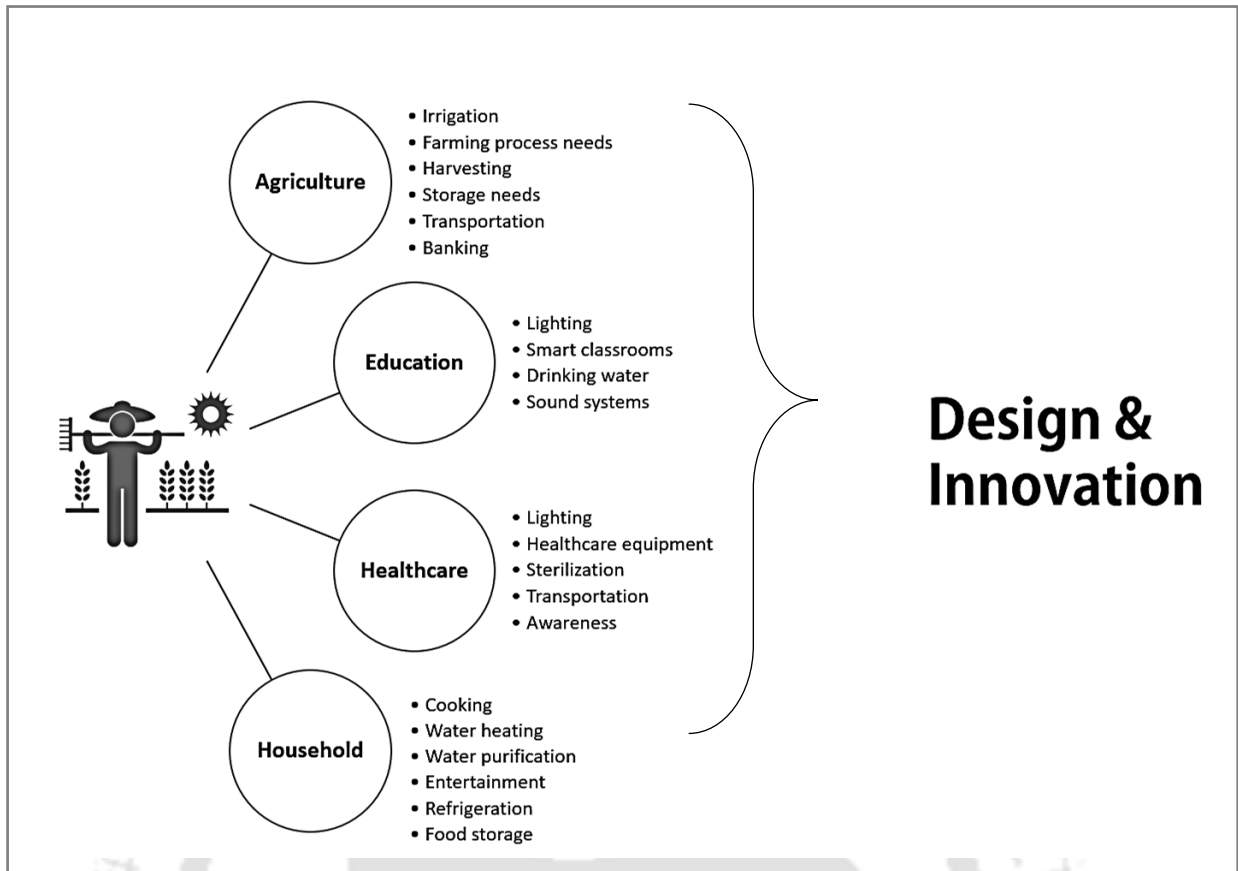 Agriculture
• Irrigation
• Farming process needs
• Harvesting
• Storage needs
• Transportation
• Banking
Education
• Lighting
• Smart classrooms
• Drinking water
• Sound systems
Healthcare
• Lighting
• Healthcare equipment
• Sterilization
• Transportation
• Awareness
Household
• Cooking
• Water heating
• Water purification
• Entertainment
• Refrigeration
• Food storage
Design &
Innovation